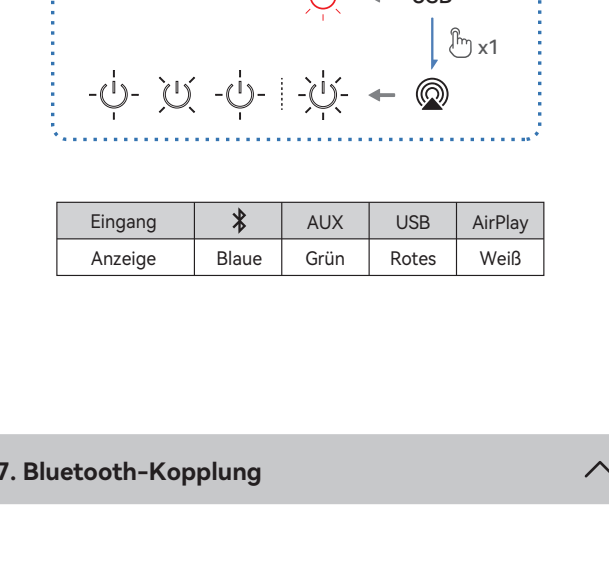 USB
x1
Eingang AUX USB AirPlay
Anzeige Blaue Grün Rotes Weiß
7. Bluetooth-Kopplung